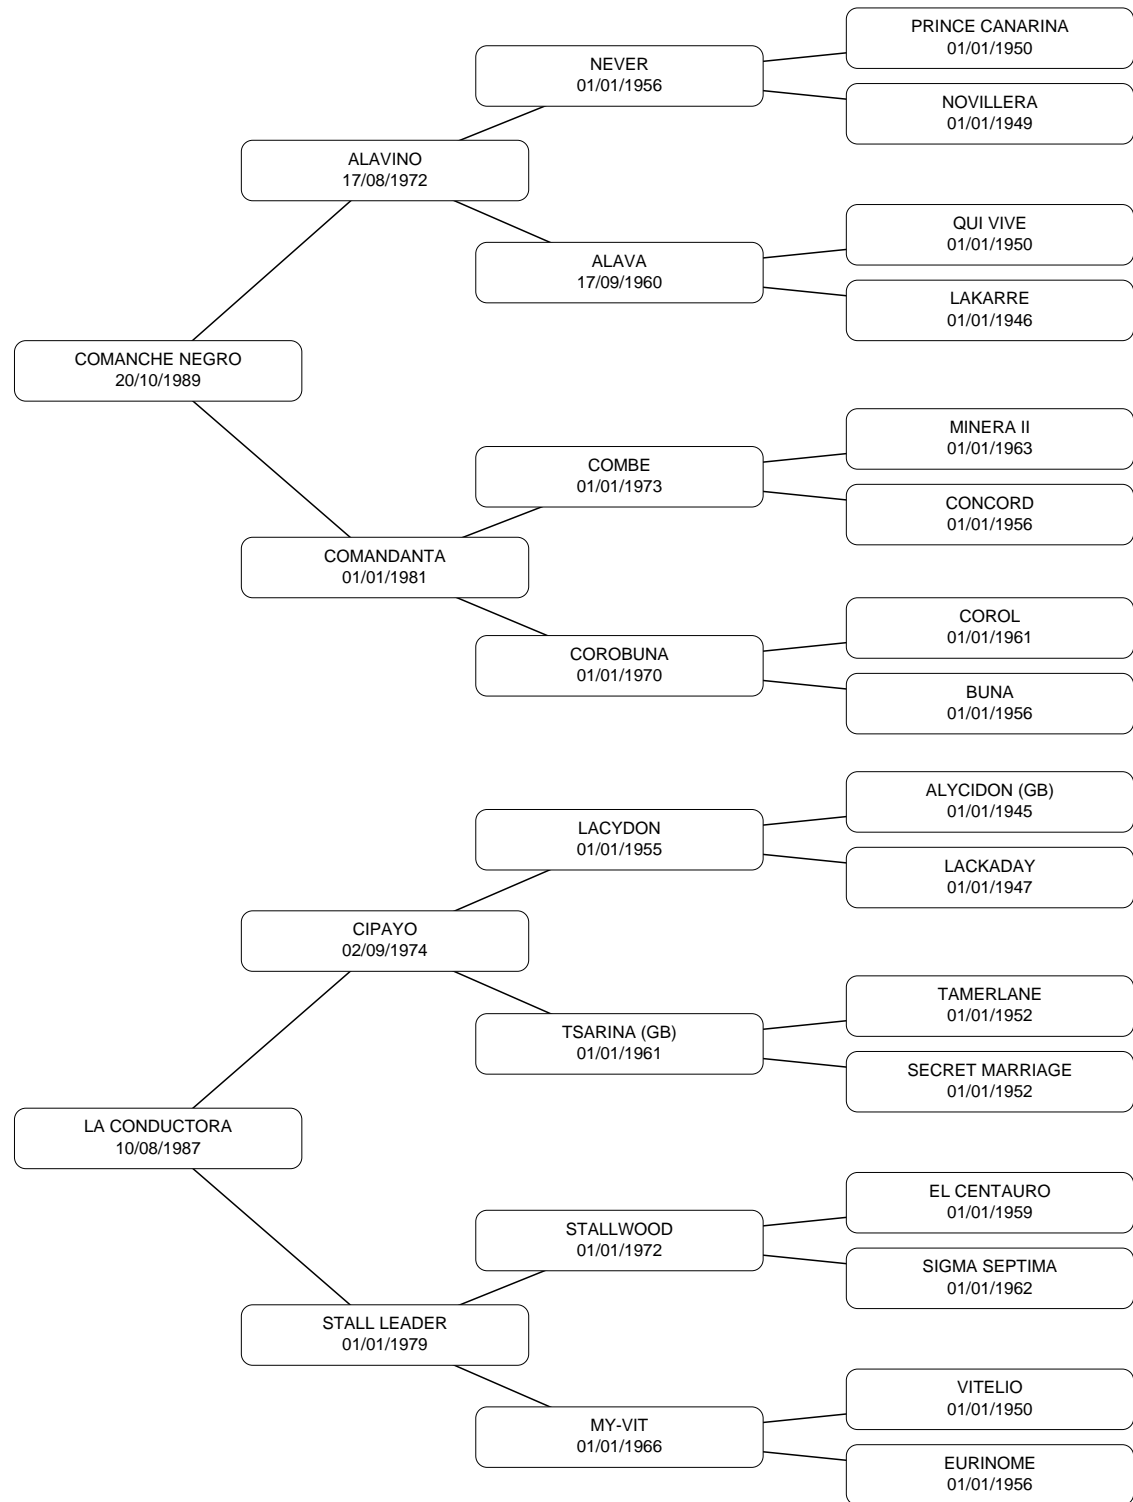 PRINCE CANARINA
01/01/1950
NEVER
01/01/1956
NOVILLERA
01/01/1949
ALAVINO
17/08/1972
QUI VIVE
01/01/1950
ALAVA
17/09/1960
LAKARRE
01/01/1946
COMANCHE NEGRO
20/10/1989
MINERA II
01/01/1963
COMBE
01/01/1973
CONCORD
01/01/1956
COMANDANTA
01/01/1981
COROL
01/01/1961
COROBUNA
01/01/1970
BUNA
01/01/1956
ALYCIDON (GB)
01/01/1945
LACYDON
01/01/1955
LACKADAY
01/01/1947
CIPAYO
02/09/1974
TAMERLANE
01/01/1952
TSARINA (GB)
01/01/1961
SECRET MARRIAGE
01/01/1952
LA CONDUCTORA
10/08/1987
EL CENTAURO
01/01/1959
STALLWOOD
01/01/1972
SIGMA SEPTIMA
01/01/1962
STALL LEADER
01/01/1979
VITELIO
01/01/1950
MY-VIT
01/01/1966
EURINOME
01/01/1956